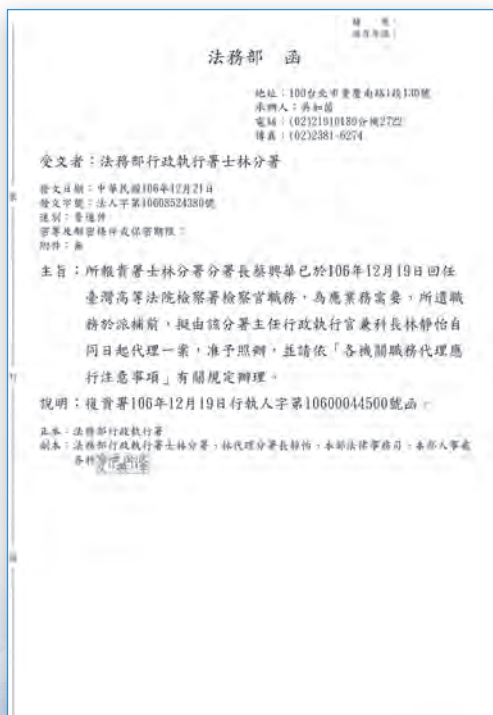 檔　號：
保存年限：
法務部　函
地址：100台北市重慶南路1段130號
承辦人：吳如茵
電話：(02)21910189分機2722
傳真：(02)2381-6274
受文者：法務部行政執行署士林分署
發文日期：中華民國106年12月21日
發文字號：法人字第10608524380號
速別：普通件
密等及解密條件或保密期限：
附件：無
主旨：所報貴署士林分署分署長蔡興華已於106年12月19日回任
臺灣高等法院檢察署檢察官職務，為應業務需要，所遺職
務於派補前，擬由該分署主任行政執行官兼科長林靜怡自
同日起代理一案，准予照辦，並請依「各機關職務代理應
行注意事項」有關規定辦理。
說明：復貴署106年12月19日行執人字第10600044500號函。
正本：法務部行政執行署
副本：法務部行政執行署士林分署、林代理分署長靜怡、本部法律事務司、本部人事處
各科
裝
訂
線